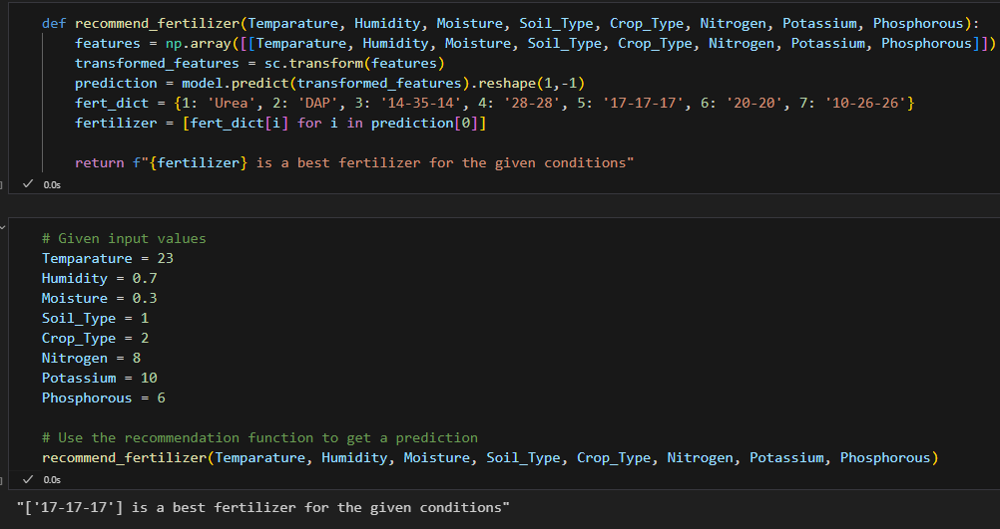 def recommend_fertilizer(Temparature, Humidity, Moisture, Soil_Type, Crop_Type, Nitrogen, Potassium, Phosphorous):
    features = np.array([[Temparature, Humidity, Moisture, Soil_Type, Crop_Type, Nitrogen, Potassium, Phosphorous]])
    transformed_features = sc.transform(features)
    prediction = model.predict(transformed_features).reshape(1,-1)
    fert_dict = {1: 'Urea', 2: 'DAP', 3: '14-35-14', 4: '28-28', 5: '17-17-17', 6: '20-20', 7: '10-26-26'}
    fertilizer = [fert_dict[i] for i in prediction[0]]

    return f"{fertilizer} is a best fertilizer for the given conditions"
✓ 0.0s
# Given input values
Temparature = 23
Humidity = 0.7
Moisture = 0.3
Soil_Type = 1
Crop_Type = 2
Nitrogen = 8
Potassium = 10
Phosphorous = 6

# Use the recommendation function to get a prediction
recommend_fertilizer(Temparature, Humidity, Moisture, Soil_Type, Crop_Type, Nitrogen, Potassium, Phosphorous)
✓ 0.0s
"['17-17-17'] is a best fertilizer for the given conditions"